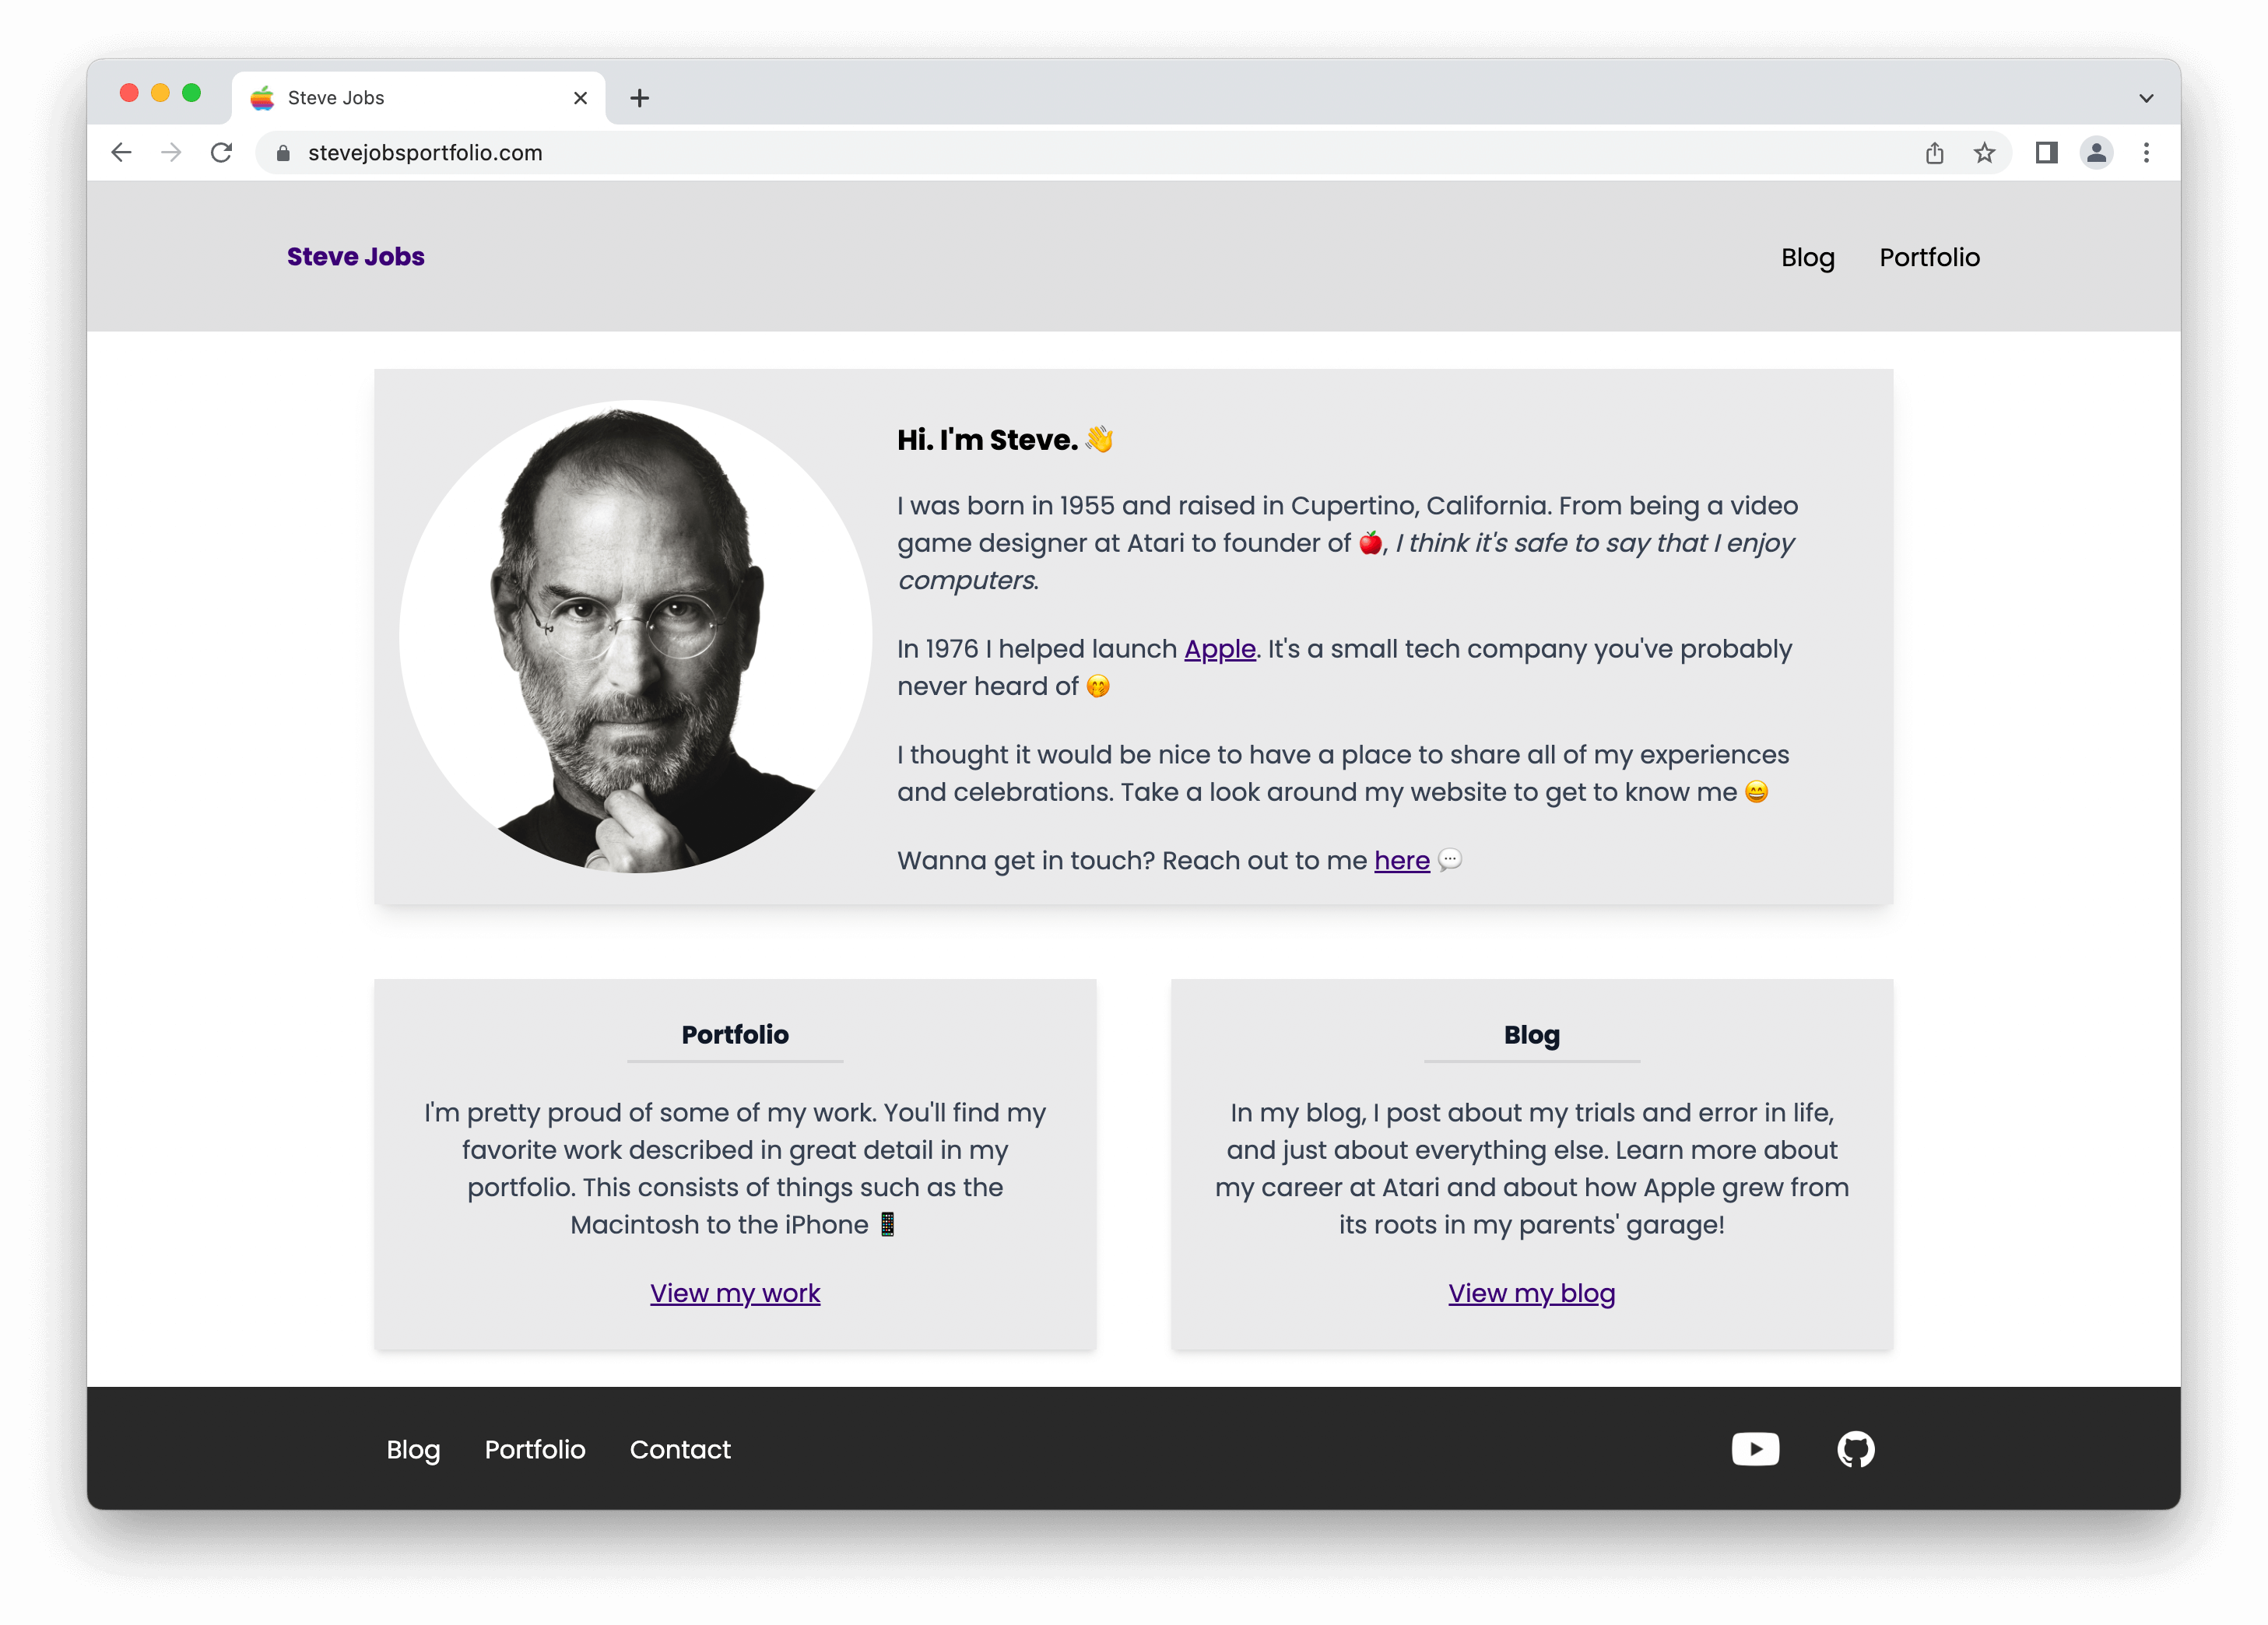 Steve Jobs
stevejobsportfolio.com
Steve Jobs
Blog Portfolio
Hi. I'm Steve. 👋
I was born in 1955 and raised in Cupertino, California. From being a video
game designer at Atari to founder of 🍎, I think it's safe to say that I enjoy
computers.
In 1976 I helped launch Apple. It's a small tech company you've probably
never heard of 🤭
I thought it would be nice to have a place to share all of my experiences
and celebrations. Take a look around my website to get to know me 😄
Wanna get in touch? Reach out to me here 💬
Portfolio
I'm pretty proud of some of my work. You'll find my
favorite work described in great detail in my
portfolio. This consists of things such as the
Macintosh to the iPhone 📱
View my work
Blog
In my blog, I post about my trials and error in life,
and just about everything else. Learn more about
my career at Atari and about how Apple grew from
its roots in my parents' garage!
View my blog
Blog Portfolio Contact